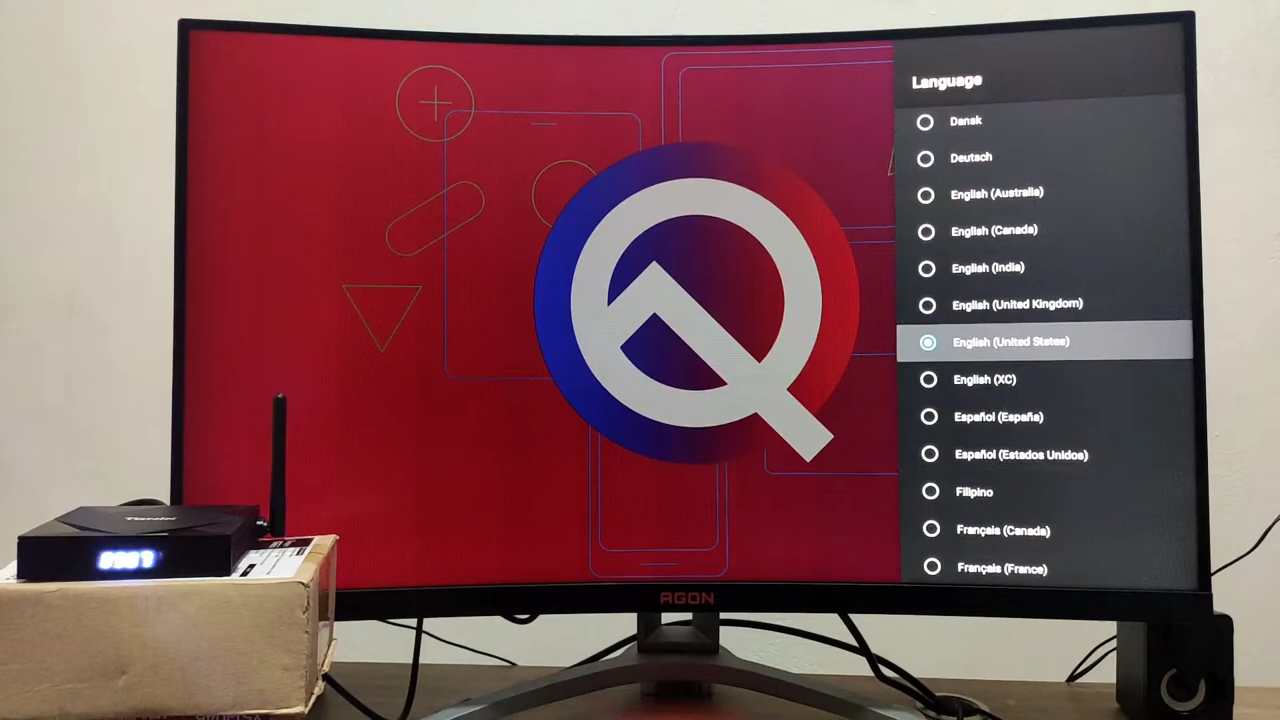 Language
Dansk
Deutsch
English (Australia)
English (Canada)
English (India)
English (United Kingdom)
English (United States)
English (XC)
Español (España)
Español (Estados Unidos)
Filipino
Français (Canada)
Français (France)
Tanix
AGON